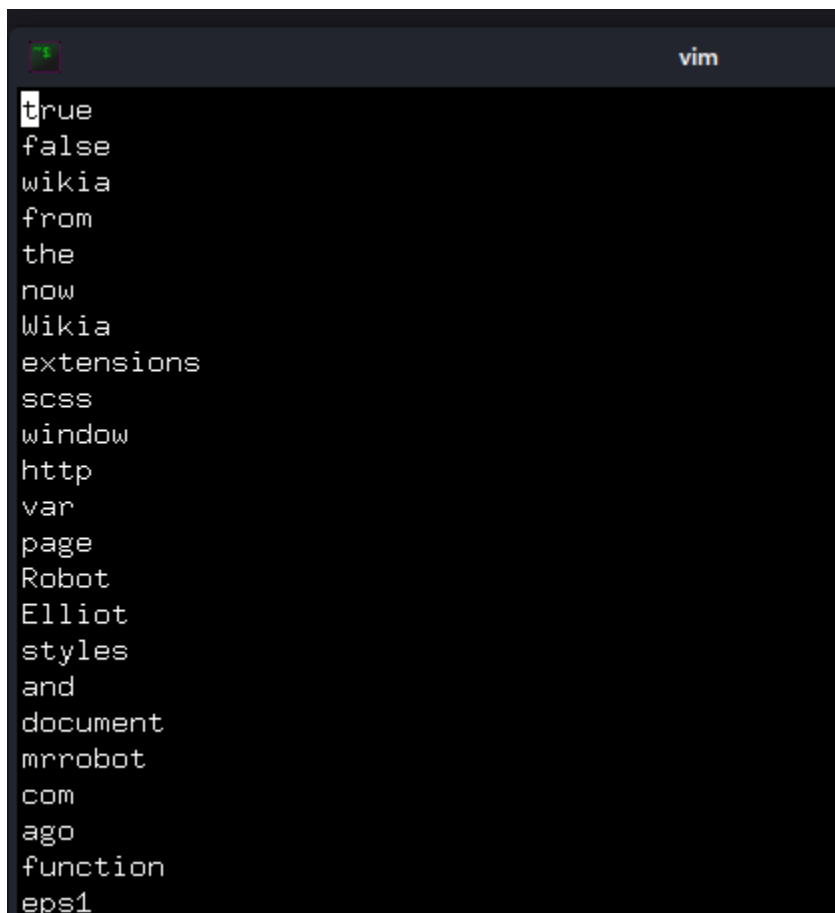 ~$
vim
true
false
wikia
from
the
now
Wikia
extensions
scss
window
http
var
page
Robot
Elliot
styles
and
document
mrrobot
com
ago
function
eps1